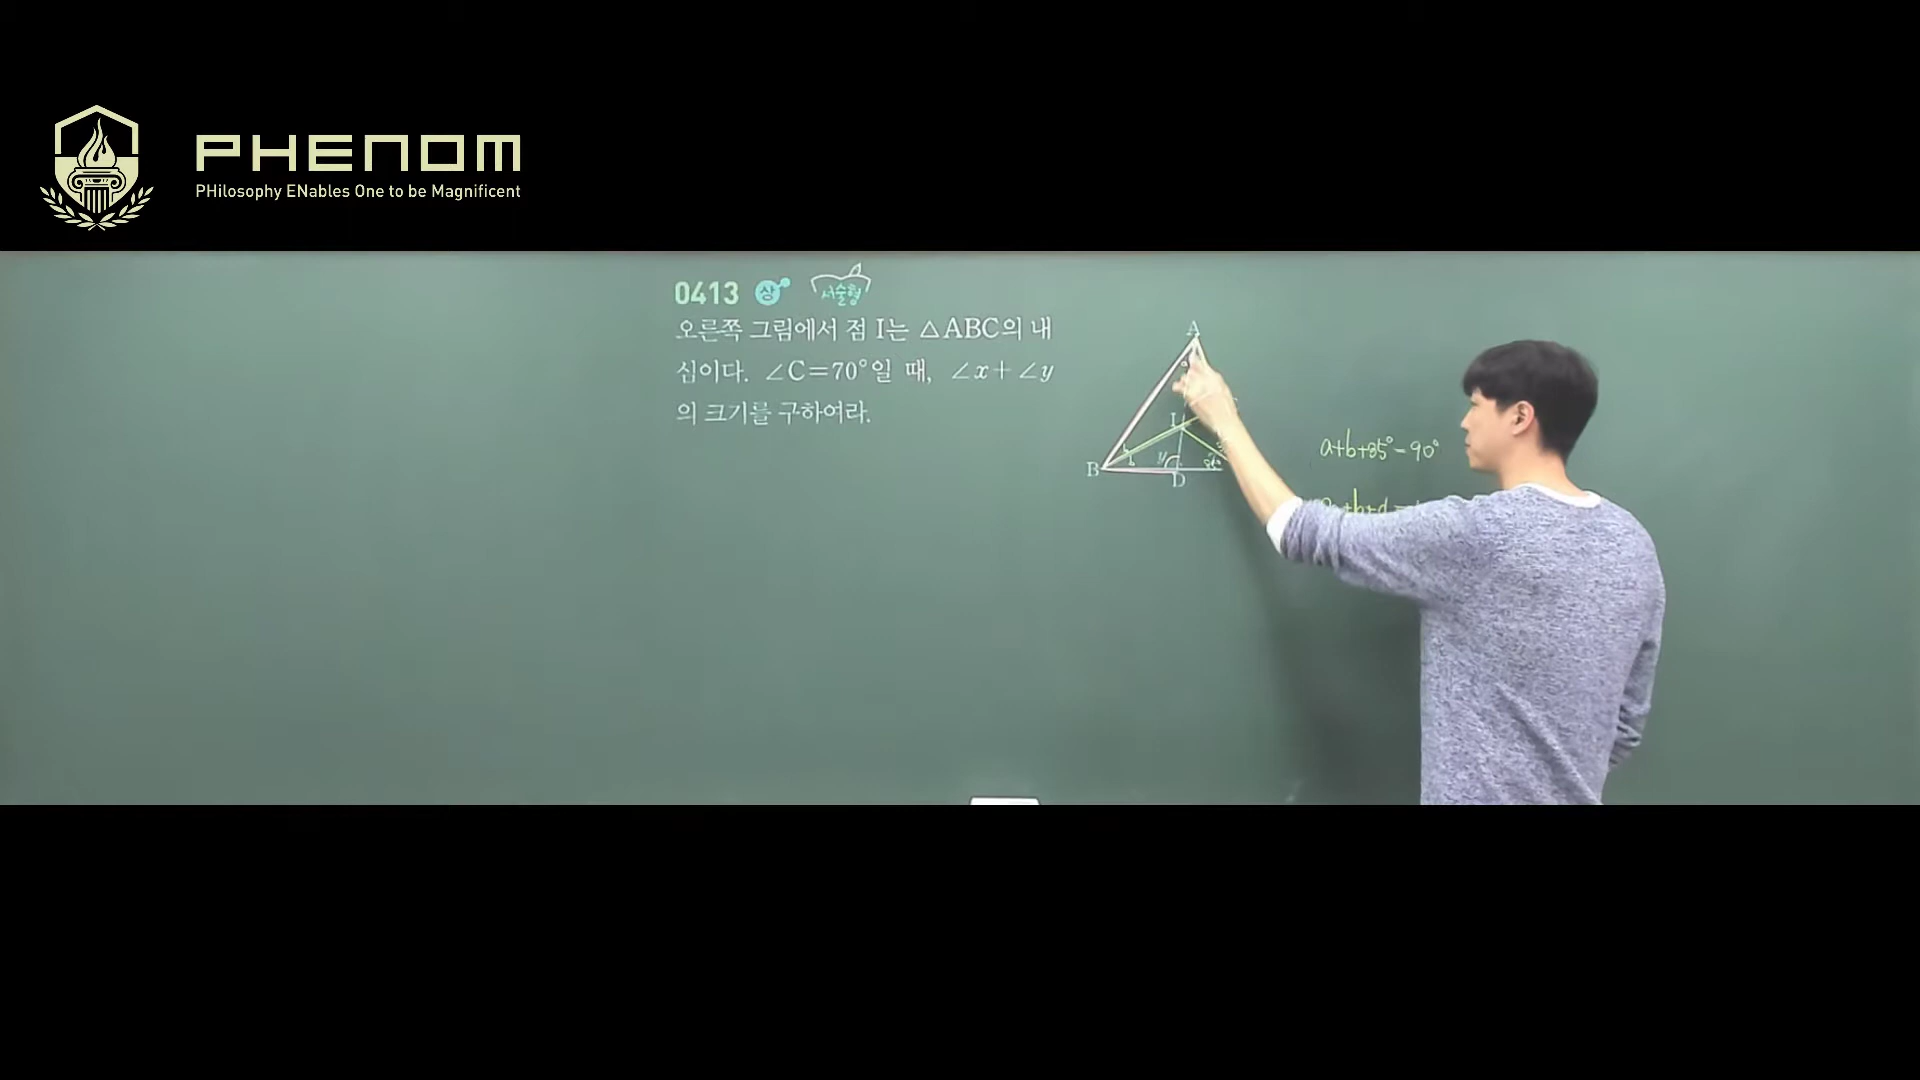 PHENOM
PHilosophy ENables One to be Magnificent
0413 상 서술형
오른쪽 그림에서 점 I는 △ABC의 내
심이다. ∠C=70°일 때, ∠x+∠y
의 크기를 구하여라.
A
I
B
y
D
b
b
a+b+35°=90°
+b+